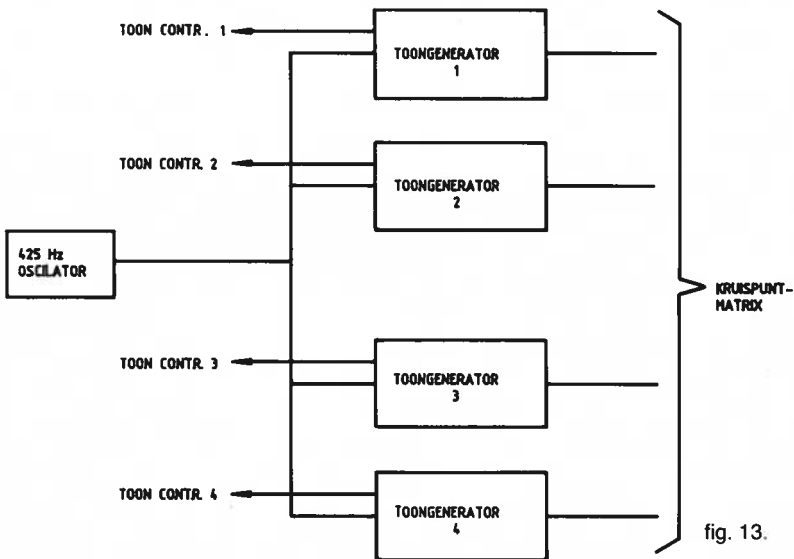 TOON CONTR. 1
TOONGENERATOR
1
TOON CONTR. 2
TOONGENERATOR
2
425 Hz
OSCILATOR
KRUISPUNT-
MATRIX
TOON CONTR. 3
TOONGENERATOR
3
TOON CONTR. 4
TOONGENERATOR
4
fig. 13.